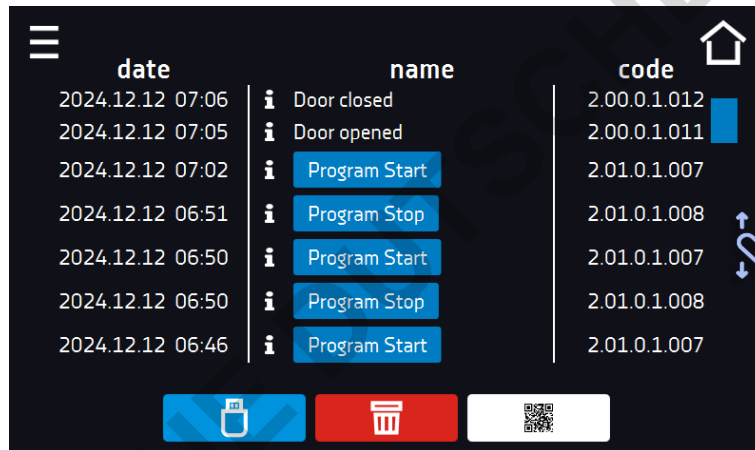 date name code
2024.12.12 07:06 i Door closed 2.00.0.1.012
2024.12.12 07:05 i Door opened 2.00.0.1.011
2024.12.12 07:02 i Program Start 2.01.0.1.007
2024.12.12 06:51 i Program Stop 2.01.0.1.008
2024.12.12 06:50 i Program Start 2.01.0.1.007
2024.12.12 06:50 i Program Stop 2.01.0.1.008
2024.12.12 06:46 i Program Start 2.01.0.1.007